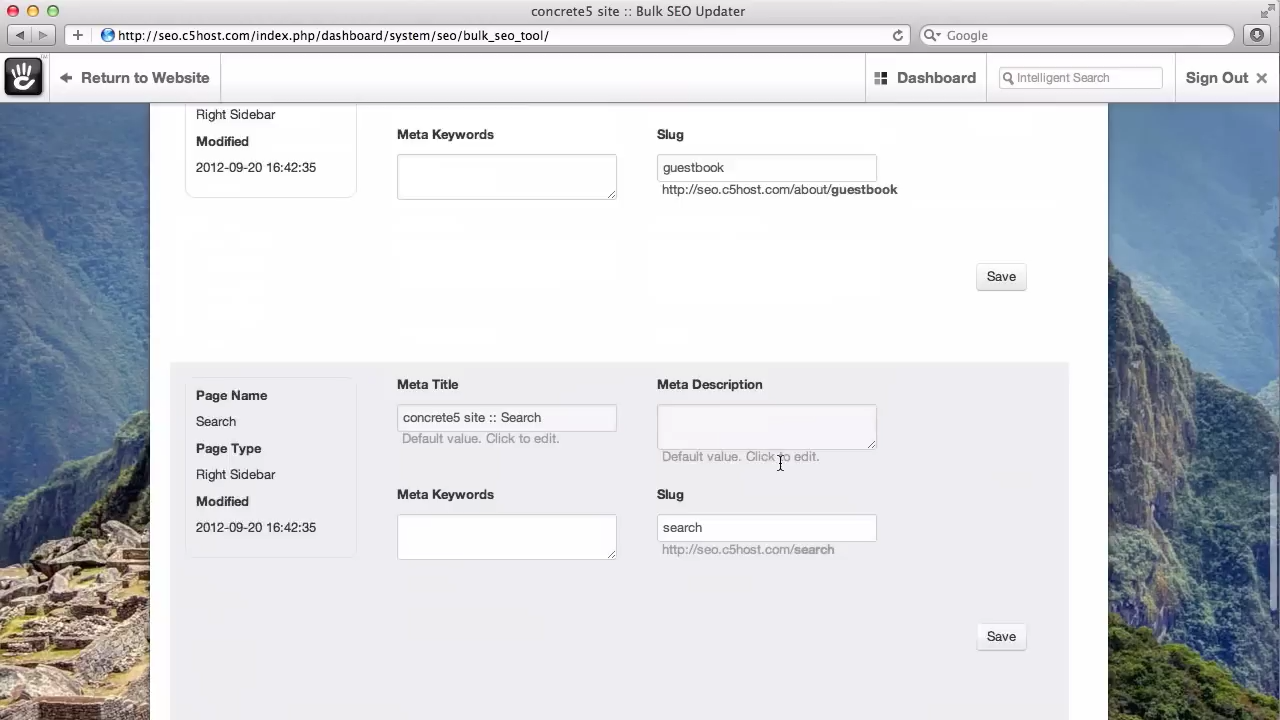 concrete5 site :: Bulk SEO Updater
http://seo.c5host.com/index.php/dashboard/system/seo/bulk_seo_tool/
Google
Return to Website
Dashboard
Intelligent Search
Sign Out
Right Sidebar
Modified
2012-09-20 16:42:35
Meta Keywords
Slug
guestbook
http://seo.c5host.com/about/guestbook
Save
Page Name
Search
Page Type
Right Sidebar
Modified
2012-09-20 16:42:35
Meta Title
concrete5 site :: Search
Default value. Click to edit.
Meta Description
Default value. Click to edit.
Meta Keywords
Slug
search
http://seo.c5host.com/search
Save